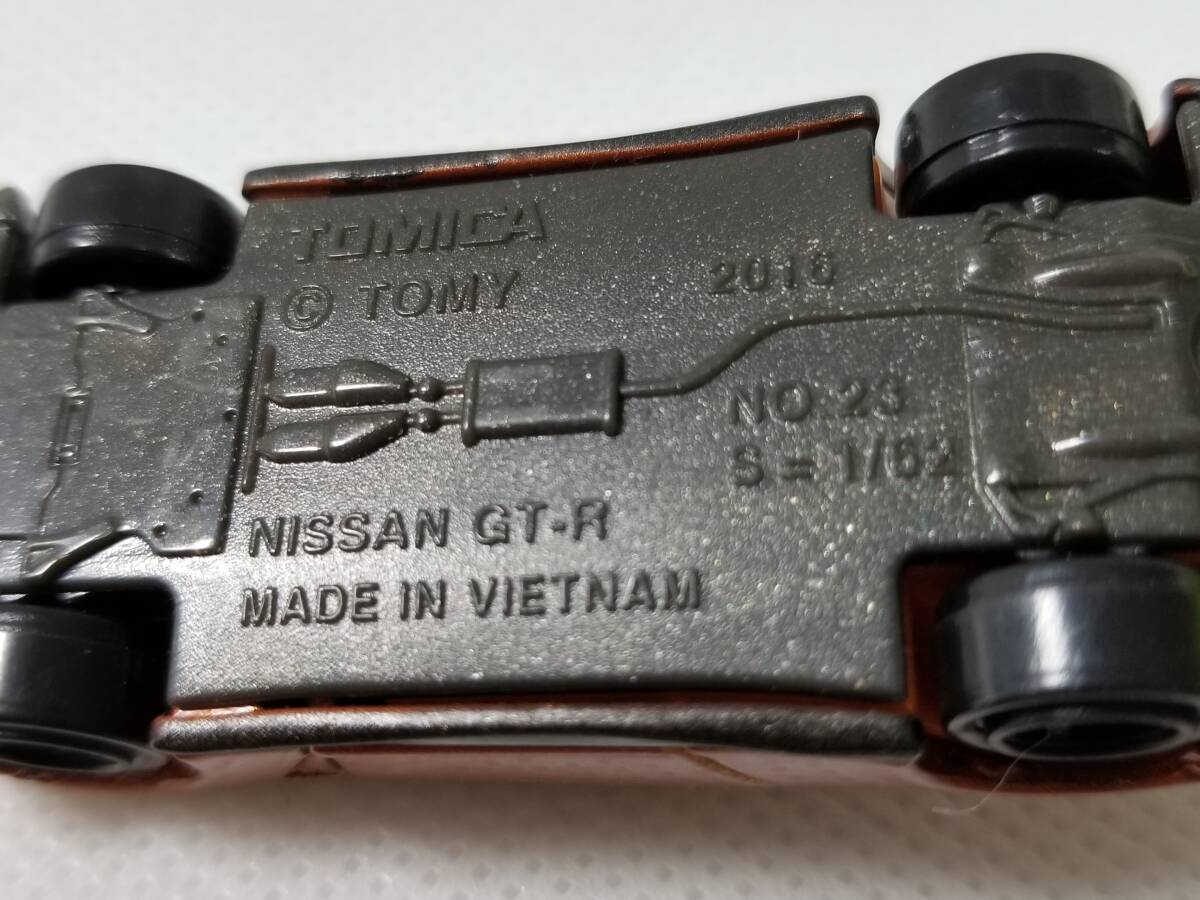 TOMICA
© TOMY 2016
NO.23
S = 1/62
NISSAN GT-R
MADE IN VIETNAM